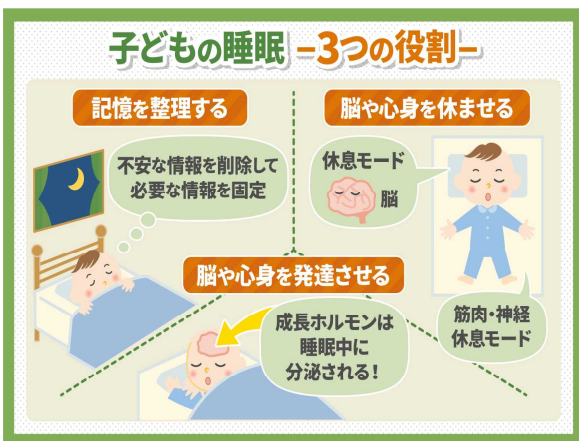 子どもの睡眠 −3つの役割−
記憶を整理する
不安な情報を削除して
必要な情報を固定
脳や心身を休ませる
休息モード
脳
筋肉・神経
休息モード
脳や心身を発達させる
成長ホルモンは
睡眠中に
分泌される!